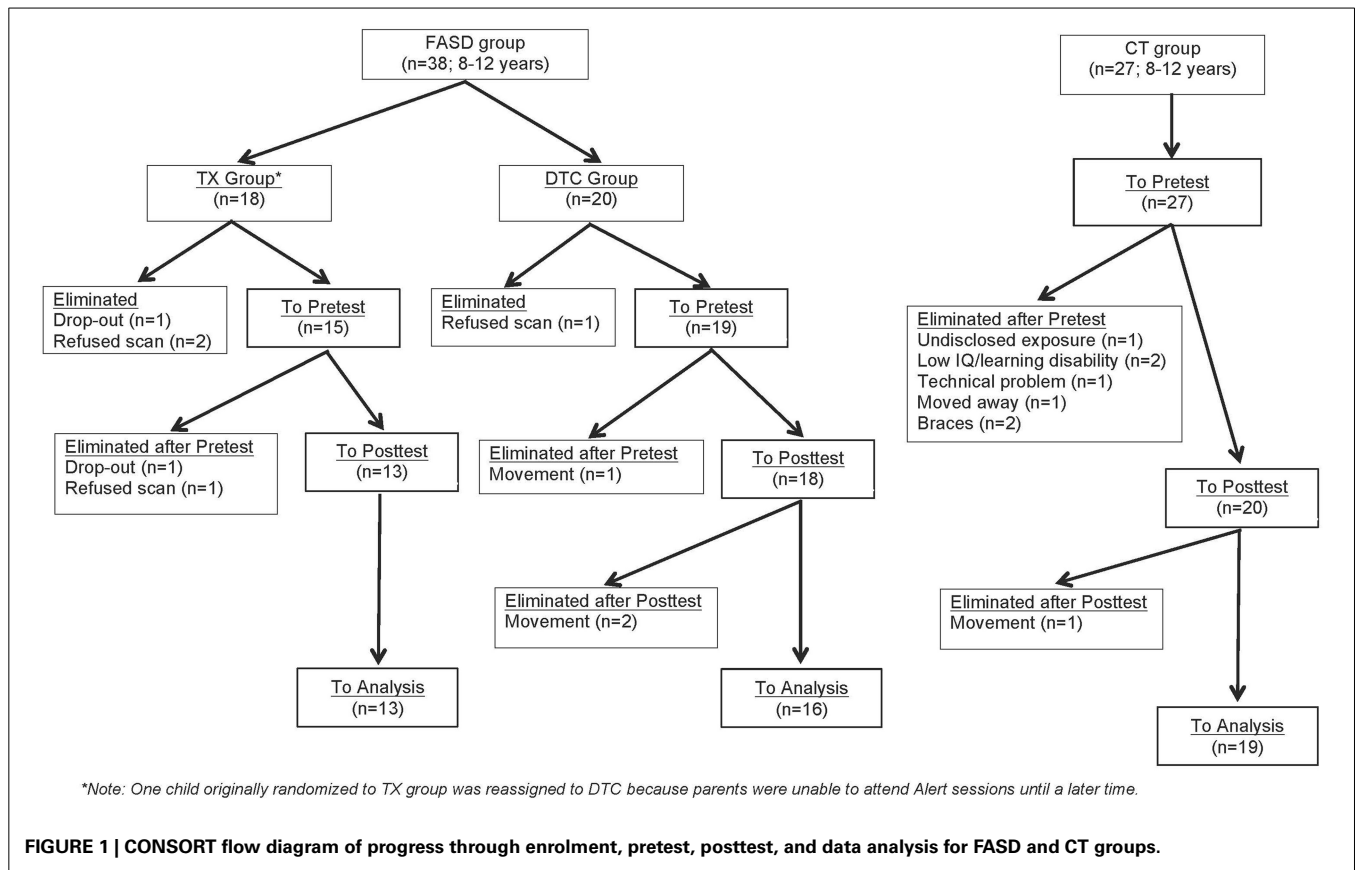 FASD group
(n=38; 8-12 years)
CT group
(n=27; 8-12 years)
TX Group*
(n=18)
DTC Group
(n=20)
To Pretest
(n=27)
Eliminated
Drop-out (n=1)
Refused scan (n=2)
To Pretest
(n=15)
Eliminated
Refused scan (n=1)
To Pretest
(n=19)
Eliminated after Pretest
Undisclosed exposure (n=1)
Low IQ/learning disability (n=2)
Technical problem (n=1)
Moved away (n=1)
Braces (n=2)
Eliminated after Pretest
Drop-out (n=1)
Refused scan (n=1)
To Posttest
(n=13)
Eliminated after Pretest
Movement (n=1)
To Posttest
(n=18)
To Posttest
(n=20)
Eliminated after Posttest
Movement (n=2)
Eliminated after Posttest
Movement (n=1)
To Analysis
(n=13)
To Analysis
(n=16)
To Analysis
(n=19)
*Note: One child originally randomized to TX group was reassigned to DTC because parents were unable to attend Alert sessions until a later time.
FIGURE 1 | CONSORT flow diagram of progress through enrolment, pretest, posttest, and data analysis for FASD and CT groups.